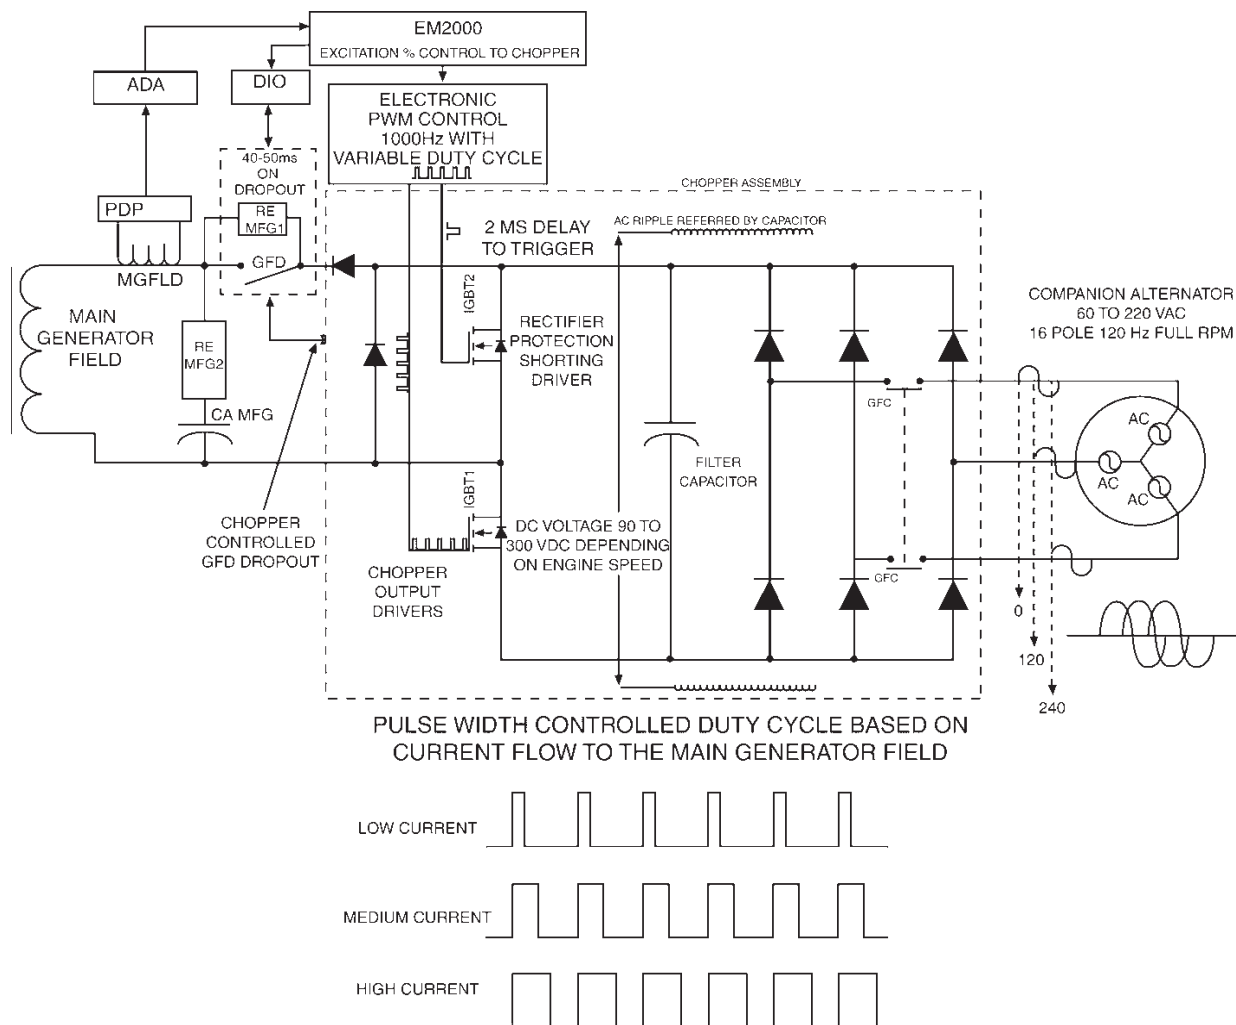 EM2000
EXCITATION % CONTROL TO CHOPPER
ADA
DIO
ELECTRONIC
PWM CONTROL
1000Hz WITH
VARIABLE DUTY CYCLE
40-50ms
ON
DROPOUT
CHOPPER ASSEMBLY
PDP
RE
MFG1
2 MS DELAY
TO TRIGGER
AC RIPPLE REFERRED BY CAPACITOR
GFD
MGFLD
IGBT2
COMPANION ALTERNATOR
60 TO 220 VAC
16 POLE 120 Hz FULL RPM
MAIN
GENERATOR
FIELD
RE
MFG2
RECTIFIER
PROTECTION
SHORTING
DRIVER
GFC
CA MFG
AC
AC
AC
FILTER
CAPACITOR
IGBT1
CHOPPER
CONTROLLED
GFD DROPOUT
DC VOLTAGE 90 TO
300 VDC DEPENDING
ON ENGINE SPEED
CHOPPER
OUTPUT
DRIVERS
GFC
0
120
240
PULSE WIDTH CONTROLLED DUTY CYCLE BASED ON
CURRENT FLOW TO THE MAIN GENERATOR FIELD
LOW CURRENT
MEDIUM CURRENT
HIGH CURRENT